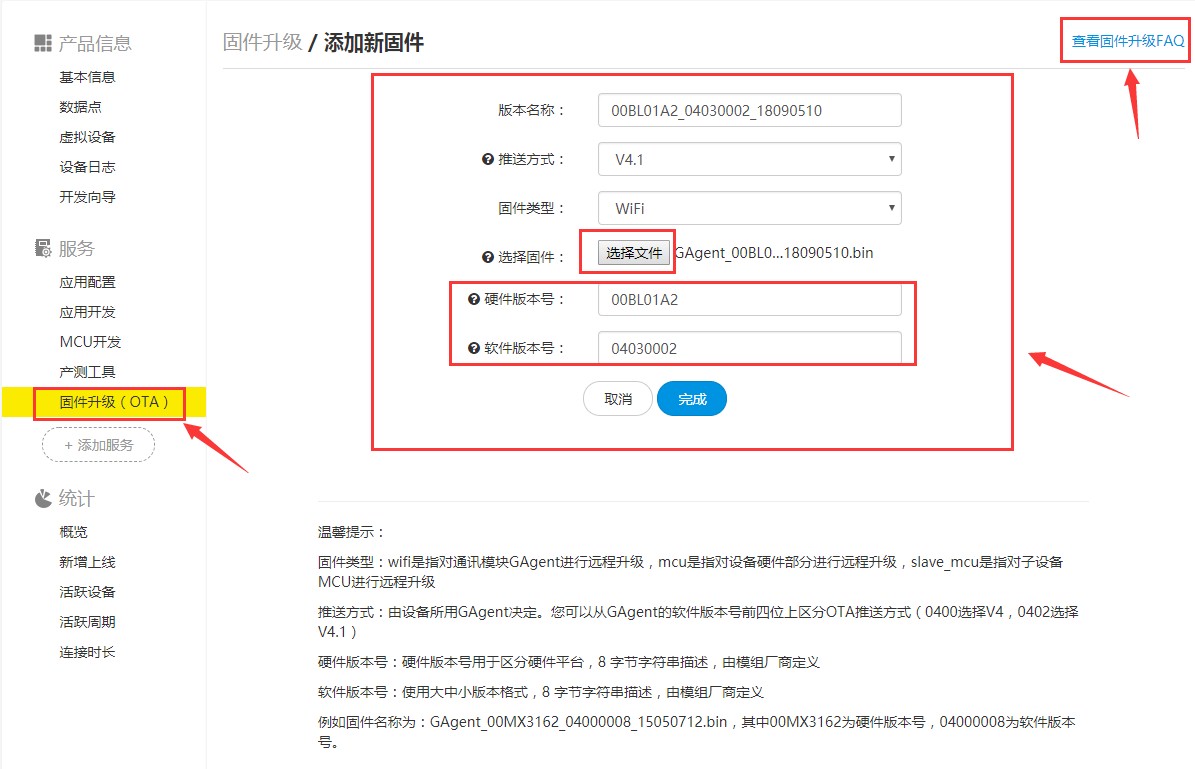 产品信息
基本信息
数据点
虚拟设备
设备日志
开发向导
服务
应用配置
应用开发
MCU开发
产测工具
固件升级（OTA）
+ 添加服务
统计
概览
新增上线
活跃设备
活跃周期
连接时长
固件升级 / 添加新固件
查看固件升级FAQ
版本名称： 00BL01A2_04030002_18090510
推送方式： V4.1
固件类型： WiFi
选择固件： 选择文件 GAgent_00BL0...18090510.bin
硬件版本号： 00BL01A2
软件版本号： 04030002
取消 完成
温馨提示：
固件类型：wifi是指对通讯模块GAgent进行远程升级，mcu是指对设备硬件部分进行远程升级，slave_mcu是指对子设备
MCU进行远程升级
推送方式：由设备所用GAgent决定。您可以从GAgent的软件版本号前四位上区分OTA推送方式（0400选择V4，0402选择
V4.1）
硬件版本号：硬件版本号用于区分硬件平台，8 字节字符串描述，由模组厂商定义
软件版本号：使用大中小版本格式，8 字节字符串描述，由模组厂商定义
例如固件名称为：GAgent_00MX3162_04000008_15050712.bin，其中00MX3162为硬件版本号，04000008为软件版本
号。